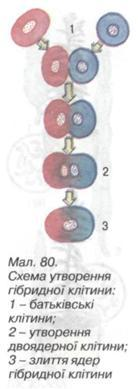 1
2
3
Мал. 80.
Схема утворення
гібридної клітини:
1 – батьківські
клітини;
2 – утворення
двоядерної клітини;
3 – злиття ядер
гібридної клітини